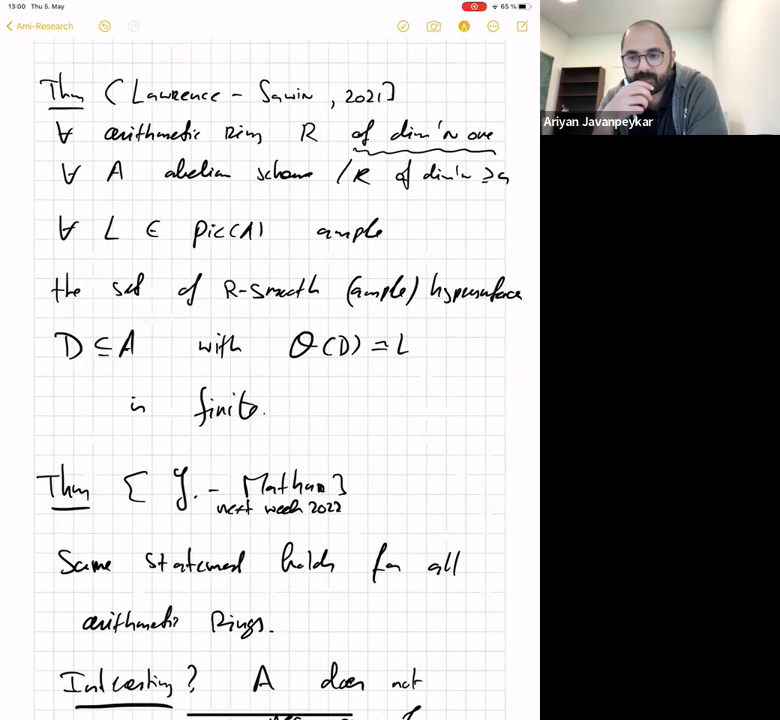 13:00 Thu 5. May
65 %
Ami-Research
Thm (Lawrence - Sawin, 2021]
∀ arithmetic ring R of dim'n one
∀ A abelian scheme /R of dim'n ≥4
∀ L ∈ Pic(A) ample
the set of R-smooth (ample) hypersurface
D ⊆ A with O(D) = L
is finite.
Thm [ J. - Mathur ]
next week 2022
Same statement holds for all
arithmetic Rings.
Interesting? A does not
Ariyan Javanpeykar